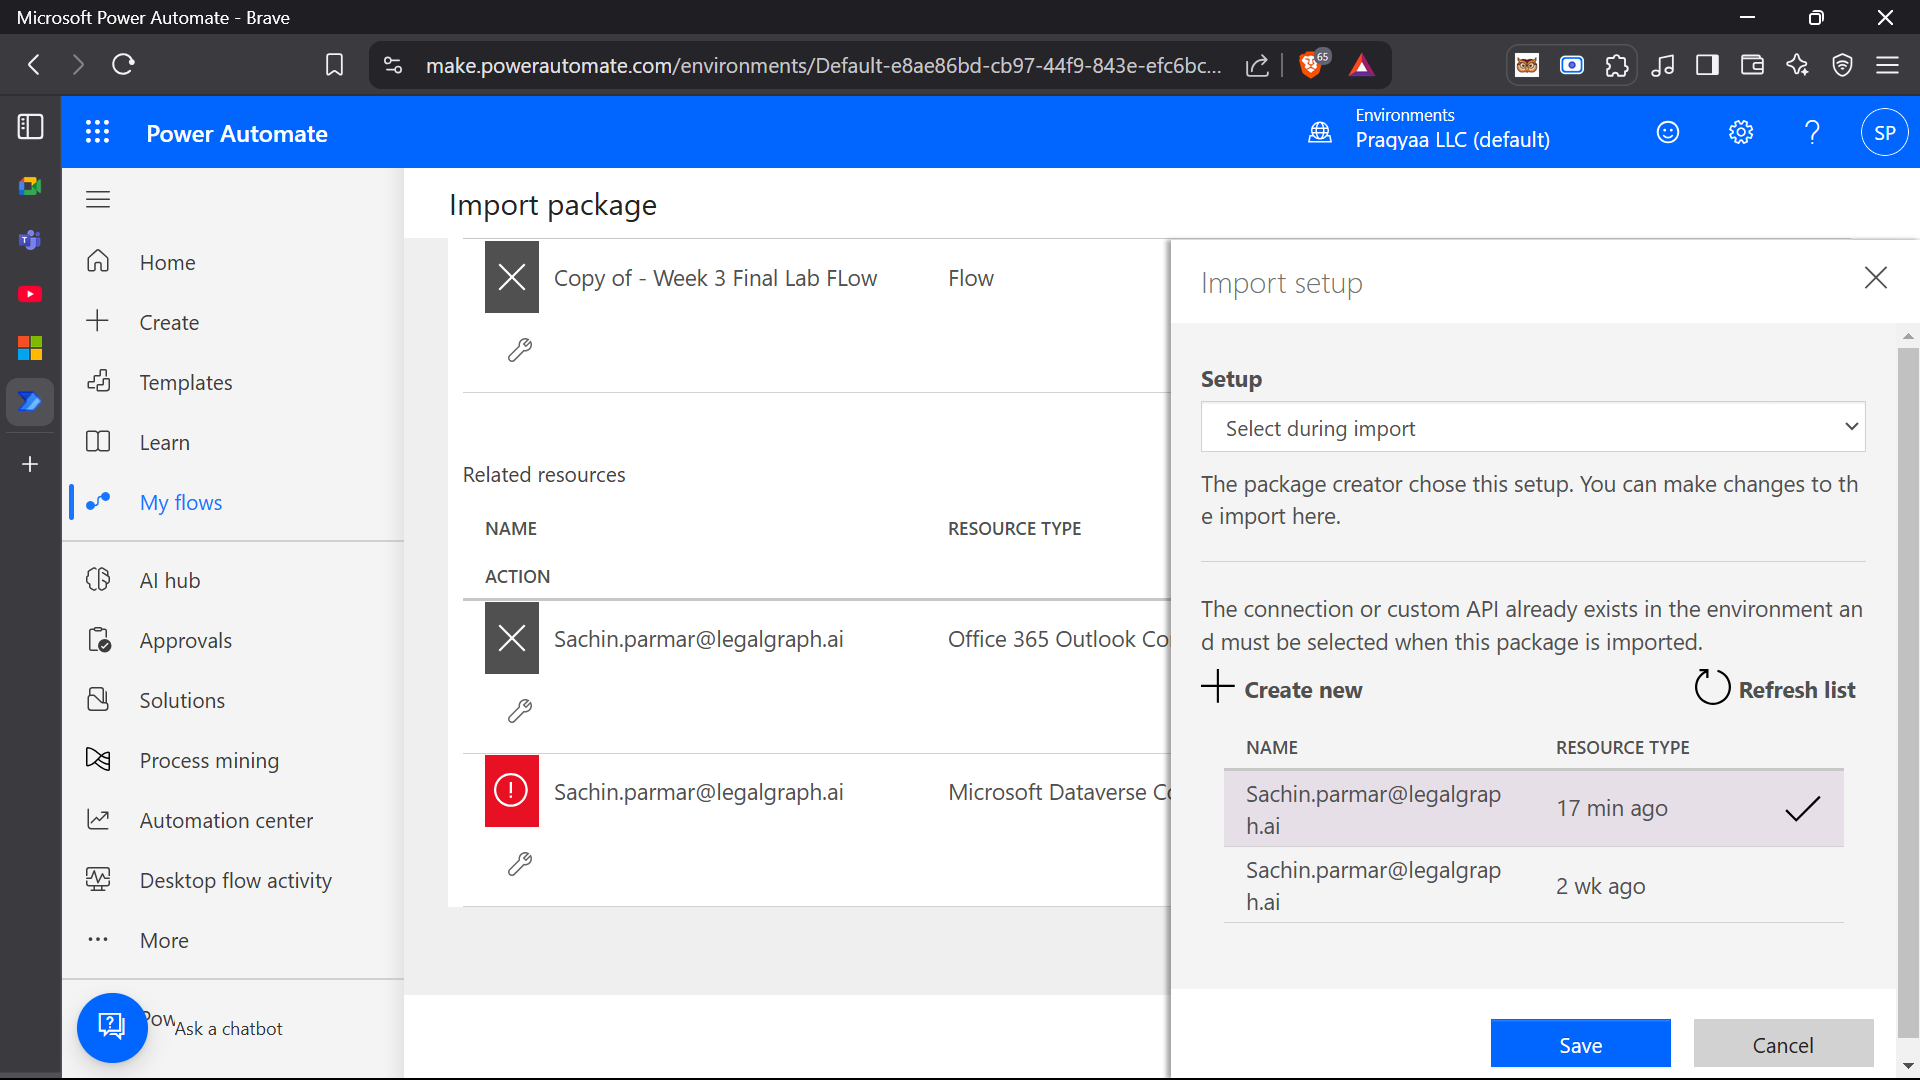 Microsoft Power Automate - Brave
make.powerautomate.com/environments/Default-e8ae86bd-cb97-44f9-843e-efc6bc...
65
Power Automate
Environments
Pragyaa LLC (default)
SP
Home
Create
Templates
Learn
My flows
AI hub
Approvals
Solutions
Process mining
Automation center
Desktop flow activity
More
Pow
Ask a chatbot
Import package
Copy of - Week 3 Final Lab FLow
Flow
Related resources
NAME
RESOURCE TYPE
ACTION
Sachin.parmar@legalgraph.ai
Office 365 Outlook Co
Sachin.parmar@legalgraph.ai
Microsoft Dataverse Co
Import setup
Setup
Select during import
The package creator chose this setup. You can make changes to th
e import here.
The connection or custom API already exists in the environment an
d must be selected when this package is imported.
Create new
Refresh list
NAME
RESOURCE TYPE
Sachin.parmar@legalgrap
h.ai
17 min ago
Sachin.parmar@legalgrap
h.ai
2 wk ago
Save
Cancel